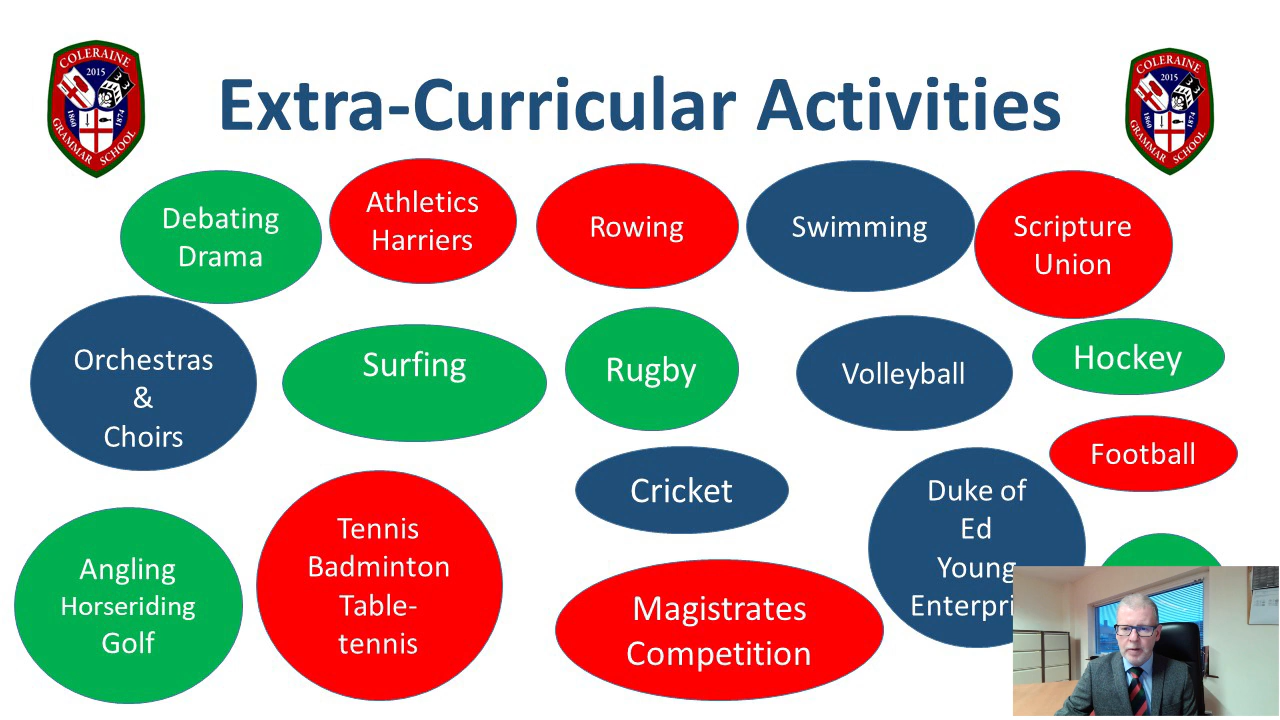 COLERAINE
2015
1860
1874
GRAMMAR SCHOOL
Extra-Curricular Activities
COLERAINE
2015
1860
1874
GRAMMAR SCHOOL
Debating
Drama
Athletics
Harriers
Rowing
Swimming
Scripture
Union
Orchestras
&
Choirs
Surfing
Rugby
Volleyball
Hockey
Football
Cricket
Duke of
Ed
Young
Enterpri
Angling
Horseriding
Golf
Tennis
Badminton
Table-
tennis
Magistrates
Competition